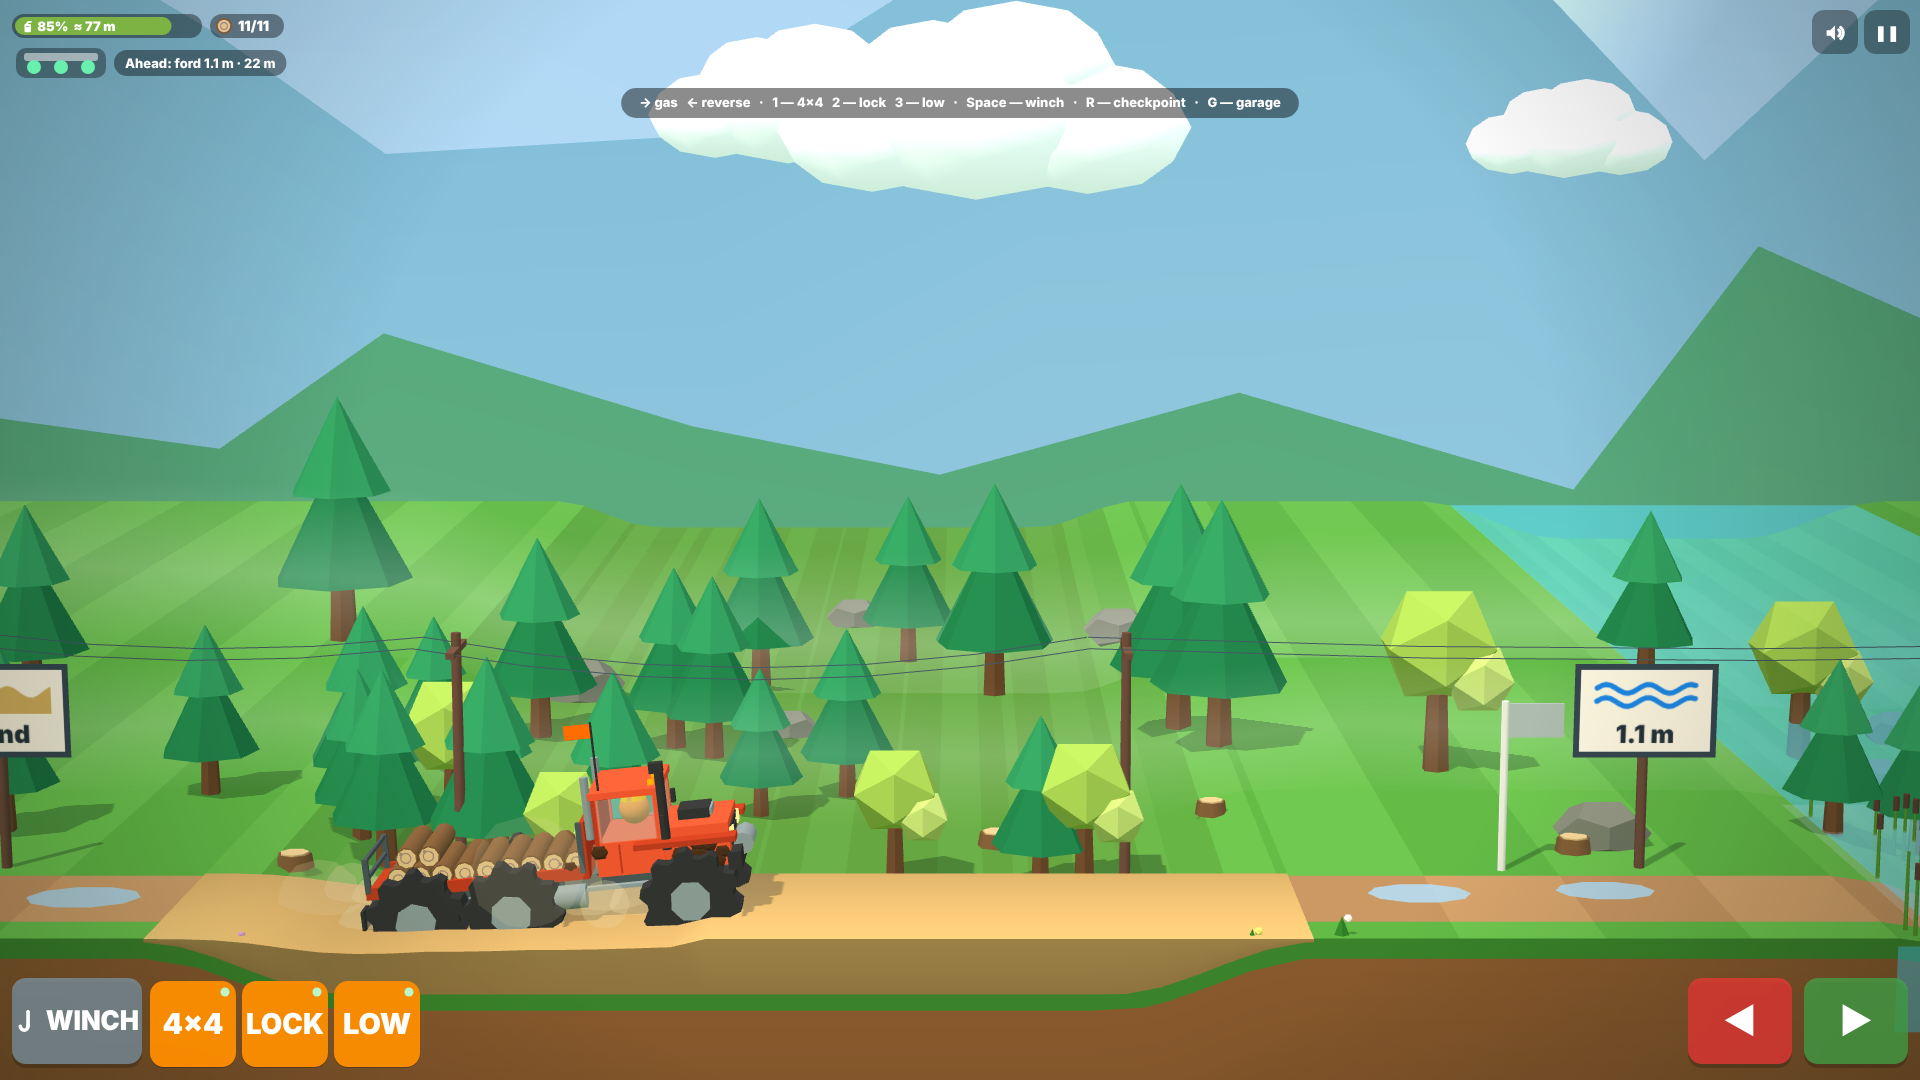 85% ≈ 77 m
11/11
Ahead: ford 1.1 m · 22 m
→ gas ← reverse · 1 — 4×4 2 — lock 3 — low · Space — winch · R — checkpoint · G — garage
nd
1.1 m
WINCH
4×4
LOCK
LOW